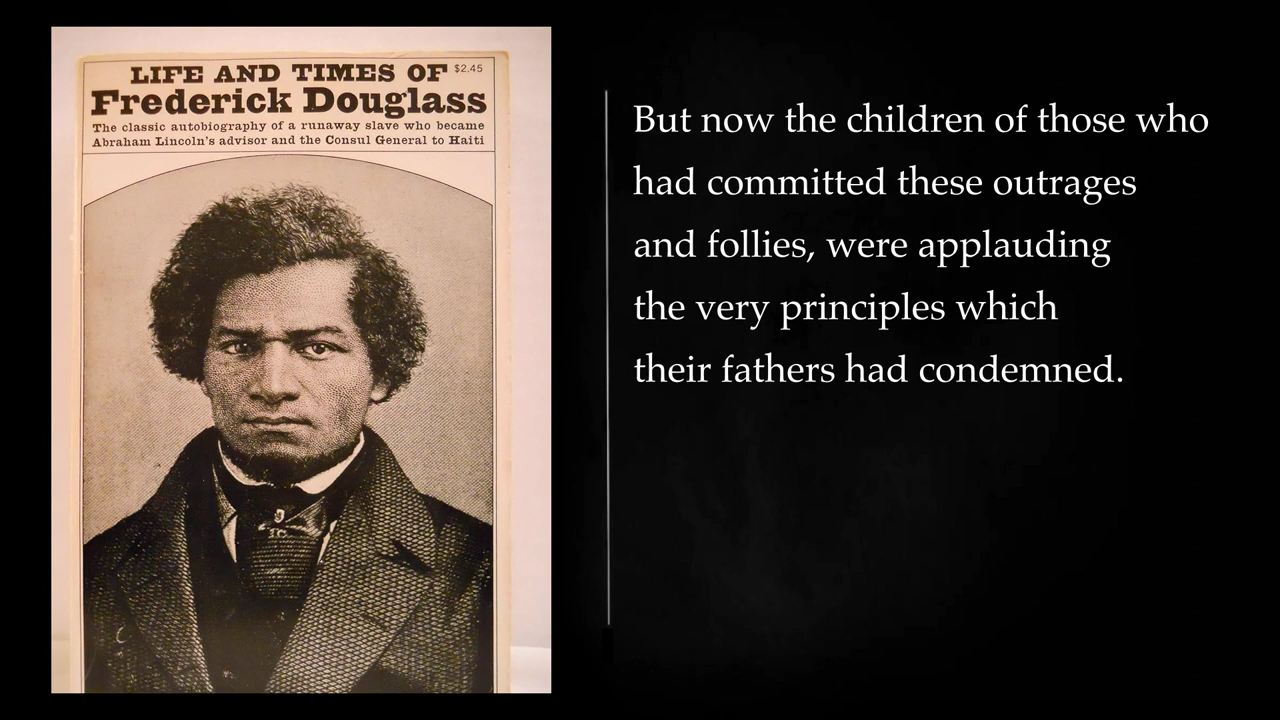 LIFE AND TIMES OF $2.45
Frederick Douglass
The classic autobiography of a runaway slave who became
Abraham Lincoln's advisor and the Consul General to Haiti
But now the children of those who
had committed these outrages
and follies, were applauding
the very principles which
their fathers had condemned.